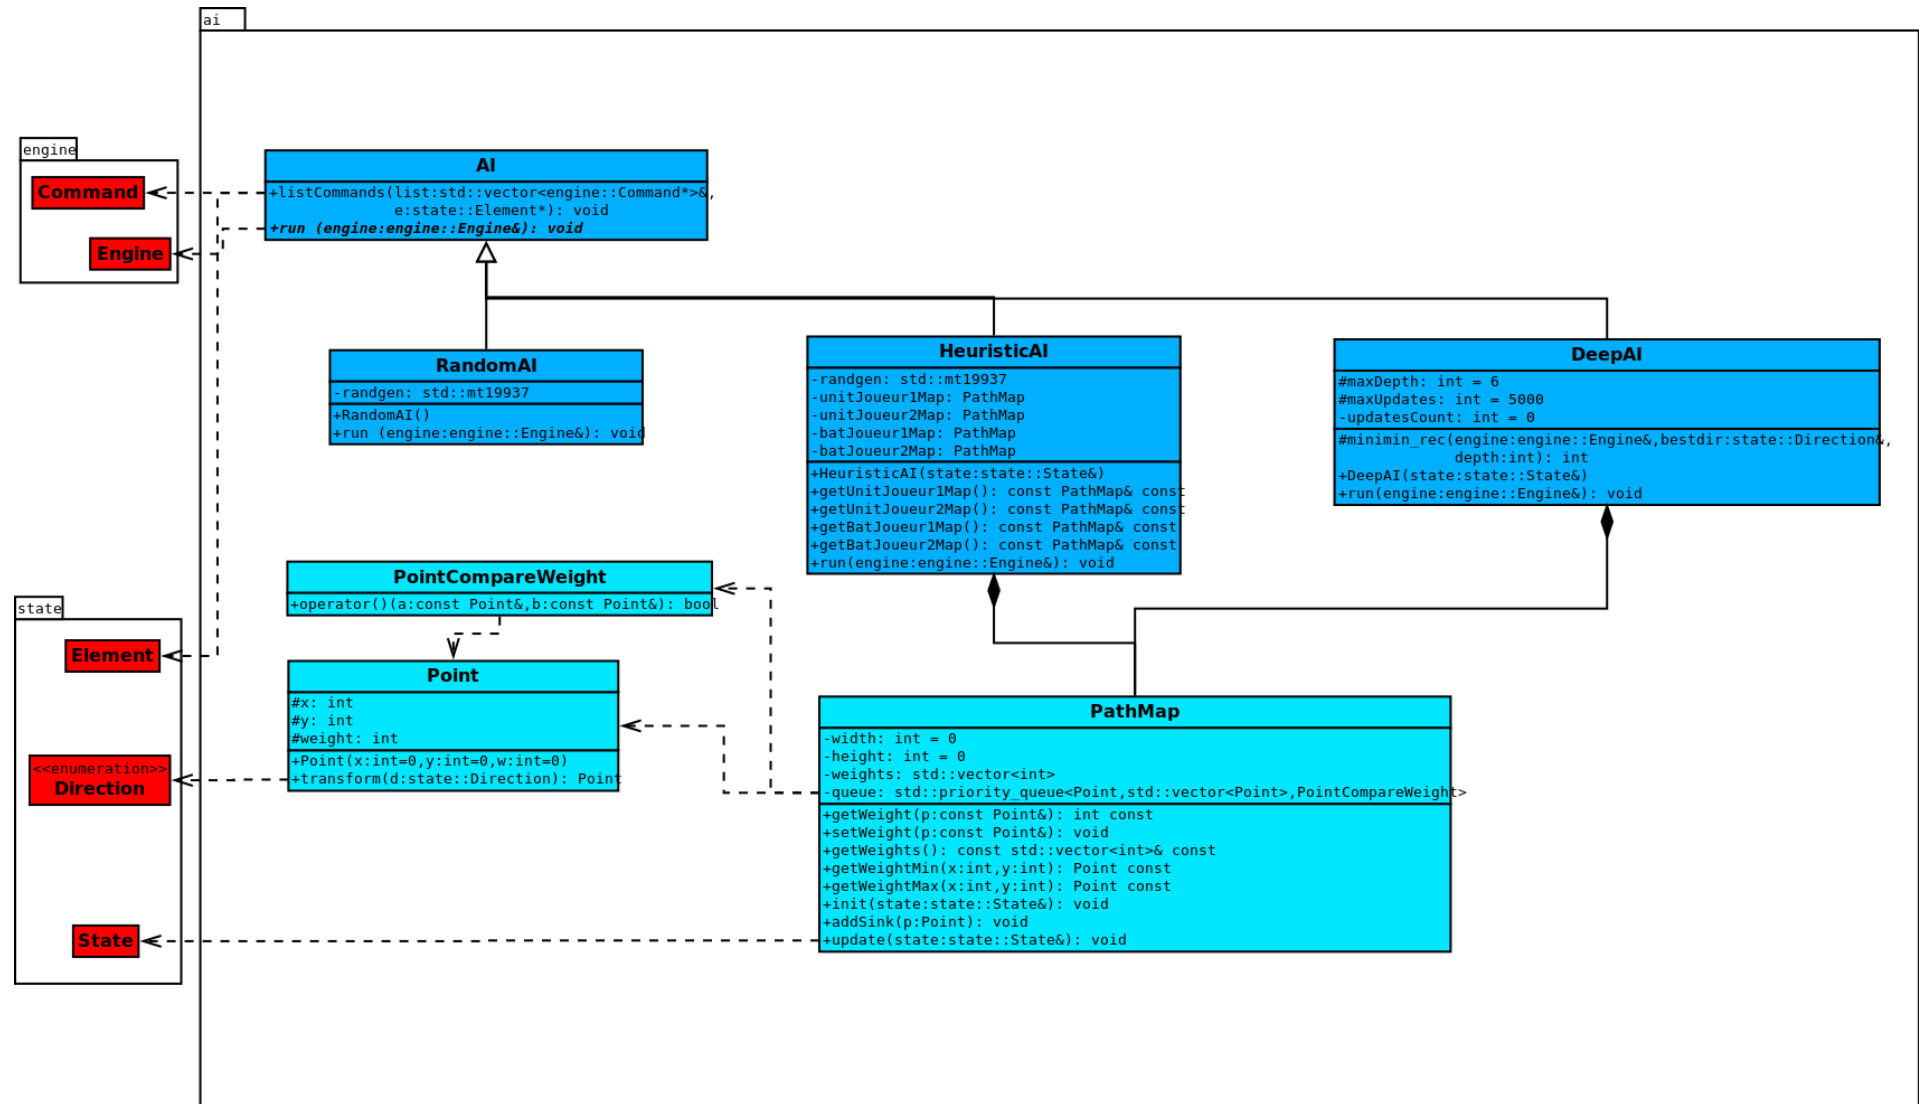 ai
engine
Command
Engine
AI
+listCommands(list:std::vector<engine::Command*>&,
e:state::Element*): void
+run (engine:engine::Engine&): void
RandomAI
-randgen: std::mt19937
+RandomAI()
+run (engine:engine::Engine&): void
HeuristicAI
-randgen: std::mt19937
-unitJoueur1Map: PathMap
-unitJoueur2Map: PathMap
-batJoueur1Map: PathMap
-batJoueur2Map: PathMap
+HeuristicAI(state:state::State&)
+getUnitJoueur1Map(): const PathMap& const
+getUnitJoueur2Map(): const PathMap& const
+getBatJoueur1Map(): const PathMap& const
+getBatJoueur2Map(): const PathMap& const
+run(engine:engine::Engine&): void
DeepAI
#maxDepth: int = 6
#maxUpdates: int = 5000
-updatesCount: int = 0
#minimin_rec(engine:engine::Engine&,bestdir:state::Direction&,
depth:int): int
+DeepAI(state:state::State&)
+run(engine:engine::Engine&): void
PointCompareWeight
+operator()(a:const Point&,b:const Point&): bool
state
Element
<<enumeration>>
Direction
State
Point
#x: int
#y: int
#weight: int
+Point(x:int=0,y:int=0,w:int=0)
+transform(d:state::Direction): Point
PathMap
-width: int = 0
-height: int = 0
-weights: std::vector<int>
-queue: std::priority_queue<Point,std::vector<Point>,PointCompareWeight>
+getWeight(p:const Point&): int const
+setWeight(p:const Point&): void
+getWeights(): const std::vector<int>& const
+getWeightMin(x:int,y:int): Point const
+getWeightMax(x:int,y:int): Point const
+init(state:state::State&): void
+addSink(p:Point): void
+update(state:state::State&): void